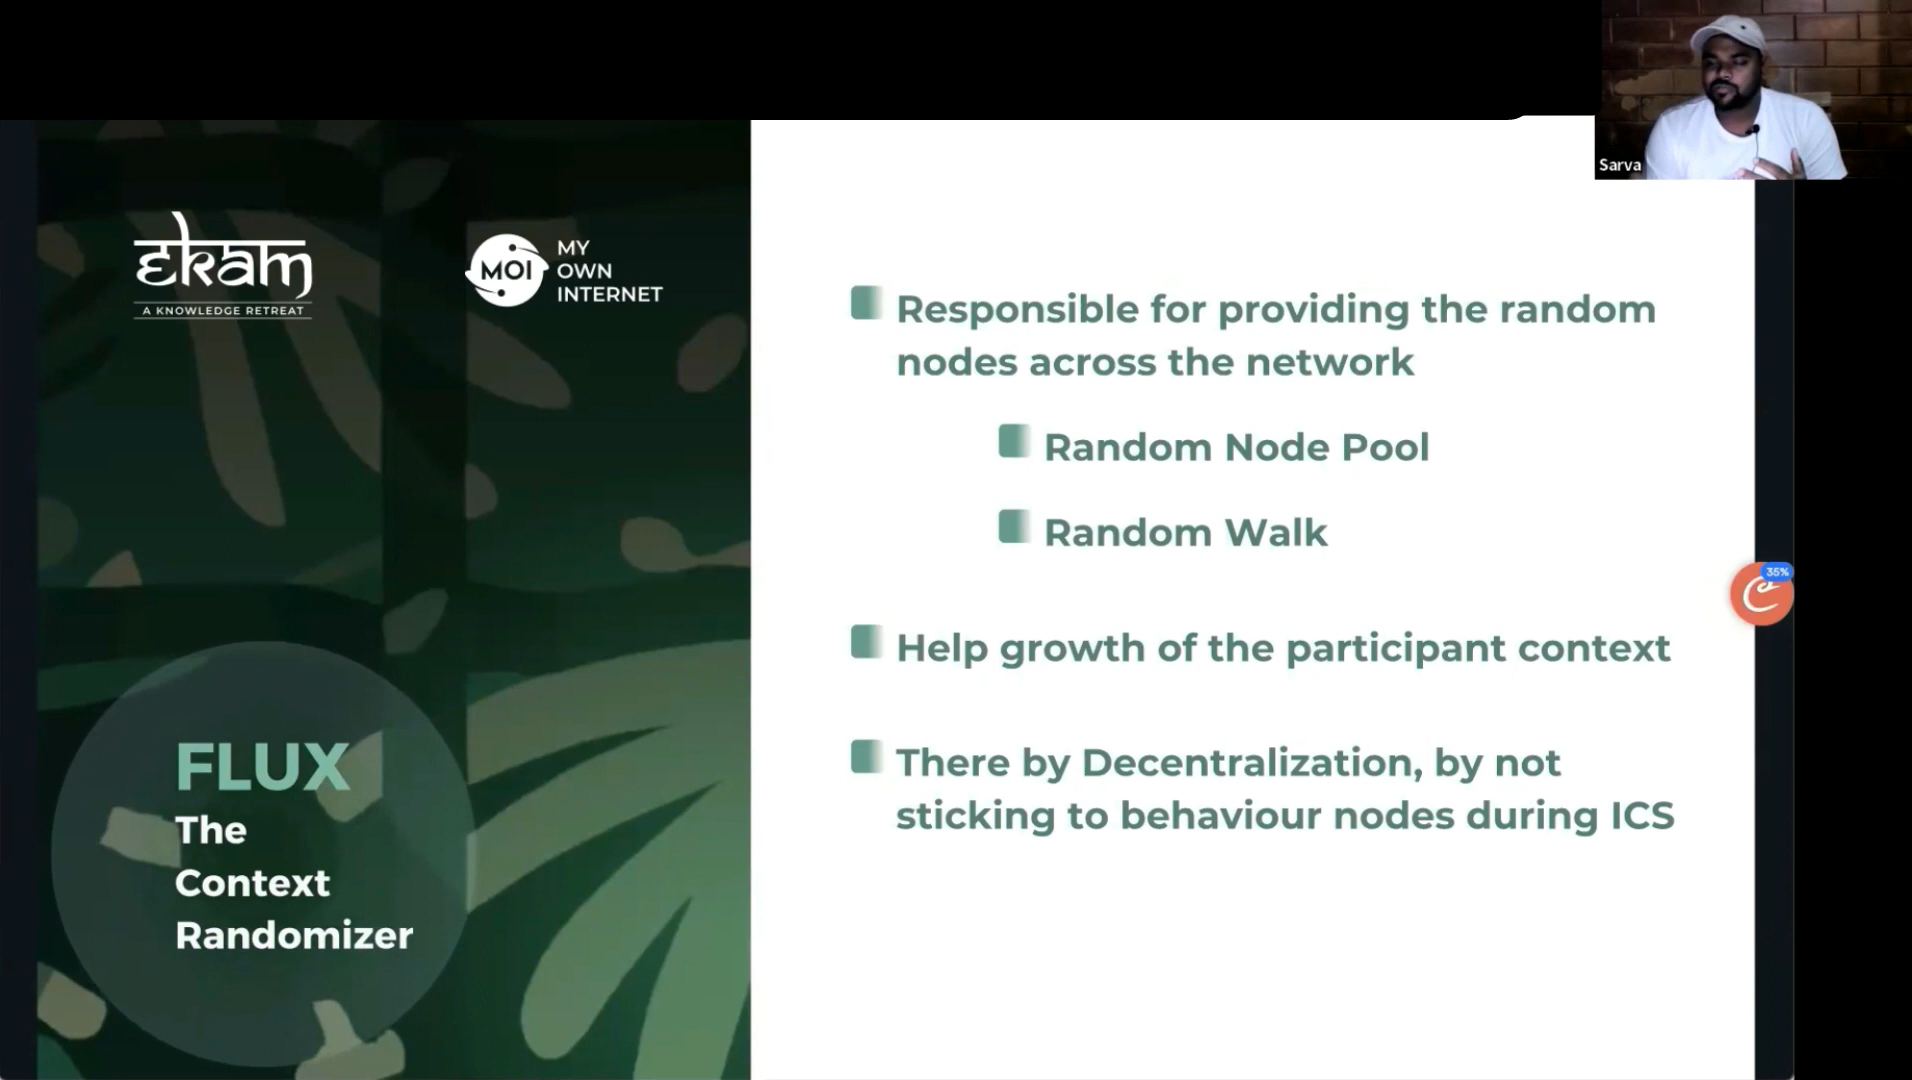 Sarva
ekam
A KNOWLEDGE RETREAT
MOI
MY
OWN
INTERNET
FLUX
The
Context
Randomizer
Responsible for providing the random
nodes across the network
Random Node Pool
Random Walk
Help growth of the participant context
There by Decentralization, by not
sticking to behaviour nodes during ICS
35%